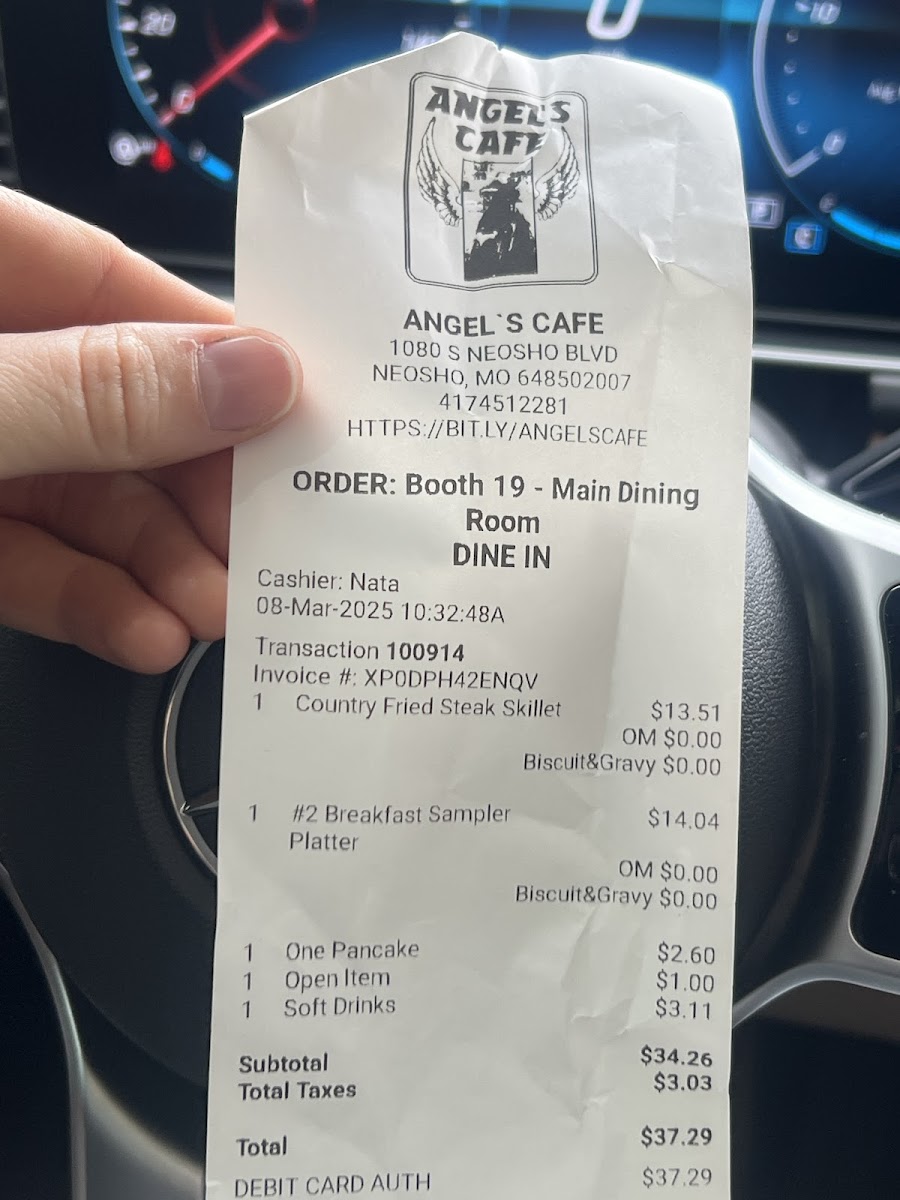 20
0
-10
ANGEL'S
CAFE
ANGEL`S CAFE
1080 S NEOSHO BLVD
NEOSHO, MO 648502007
4174512281
HTTPS://BIT.LY/ANGELSCAFE
ORDER: Booth 19 - Main Dining
Room
DINE IN
Cashier: Nata
08-Mar-2025 10:32:48A
Transaction 100914
Invoice #: XP0DPH42ENQV
1 Country Fried Steak Skillet $13.51
OM $0.00
Biscuit&Gravy $0.00
1 #2 Breakfast Sampler $14.04
Platter
OM $0.00
Biscuit&Gravy $0.00
1 One Pancake $2.60
1 Open Item $1.00
1 Soft Drinks $3.11
Subtotal $34.26
Total Taxes $3.03
Total $37.29
DEBIT CARD AUTH $37.29